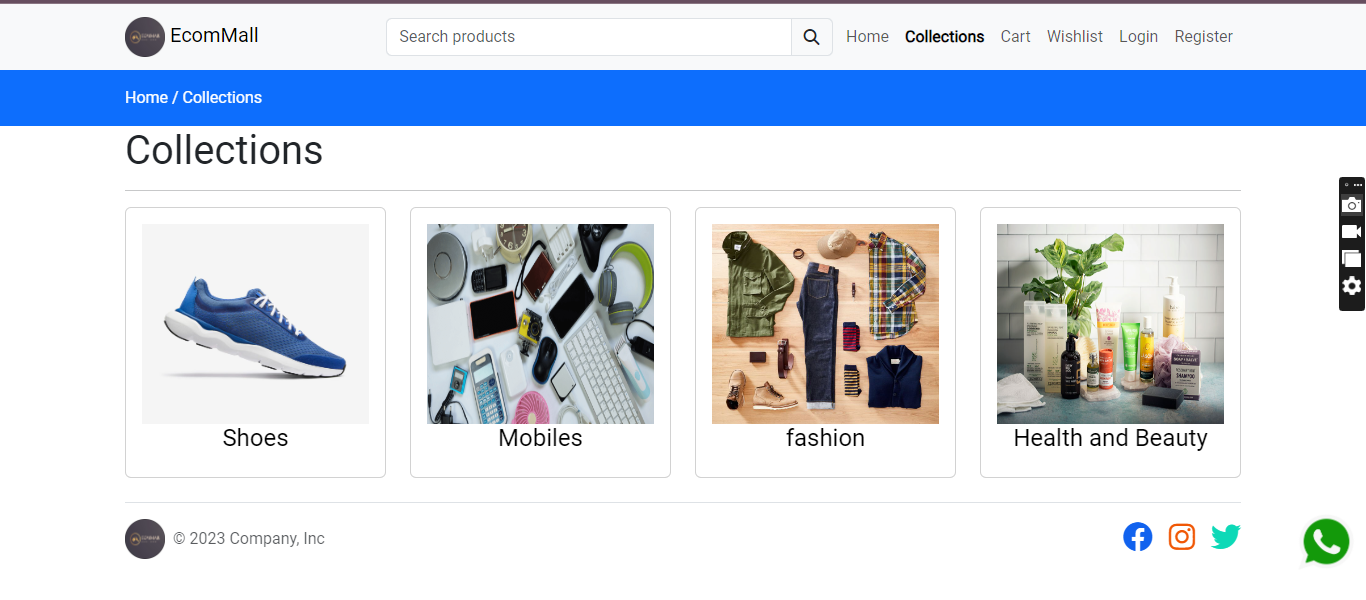 EcomMall
Search products
Home Collections Cart Wishlist Login Register
Home / Collections
Collections
Shoes
Mobiles
fashion
Health and Beauty
SHAMPOO
© 2023 Company, Inc